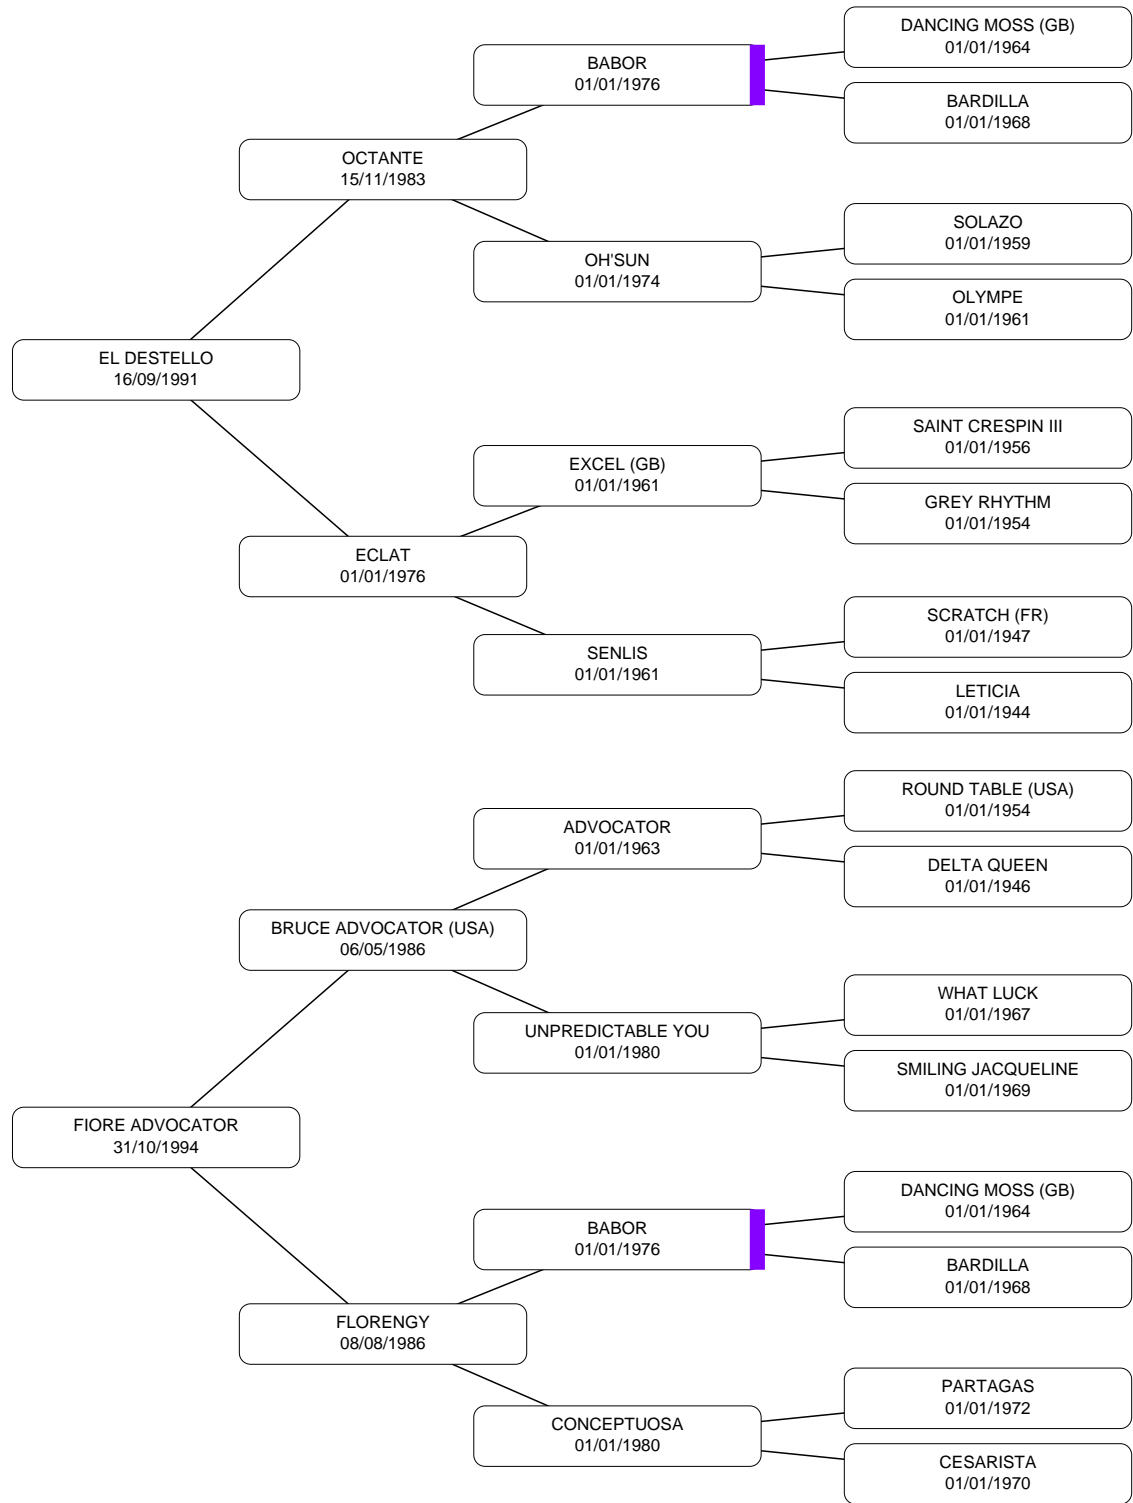 DANCING MOSS (GB)
01/01/1964
BABOR
01/01/1976
BARDILLA
01/01/1968
OCTANTE
15/11/1983
SOLAZO
01/01/1959
OH'SUN
01/01/1974
OLYMPE
01/01/1961
EL DESTELLO
16/09/1991
SAINT CRESPIN III
01/01/1956
EXCEL (GB)
01/01/1961
GREY RHYTHM
01/01/1954
ECLAT
01/01/1976
SCRATCH (FR)
01/01/1947
SENLIS
01/01/1961
LETICIA
01/01/1944
ROUND TABLE (USA)
01/01/1954
ADVOCATOR
01/01/1963
DELTA QUEEN
01/01/1946
BRUCE ADVOCATOR (USA)
06/05/1986
WHAT LUCK
01/01/1967
UNPREDICTABLE YOU
01/01/1980
SMILING JACQUELINE
01/01/1969
FIORE ADVOCATOR
31/10/1994
DANCING MOSS (GB)
01/01/1964
BABOR
01/01/1976
BARDILLA
01/01/1968
FLORENGY
08/08/1986
PARTAGAS
01/01/1972
CONCEPTUOSA
01/01/1980
CESARISTA
01/01/1970